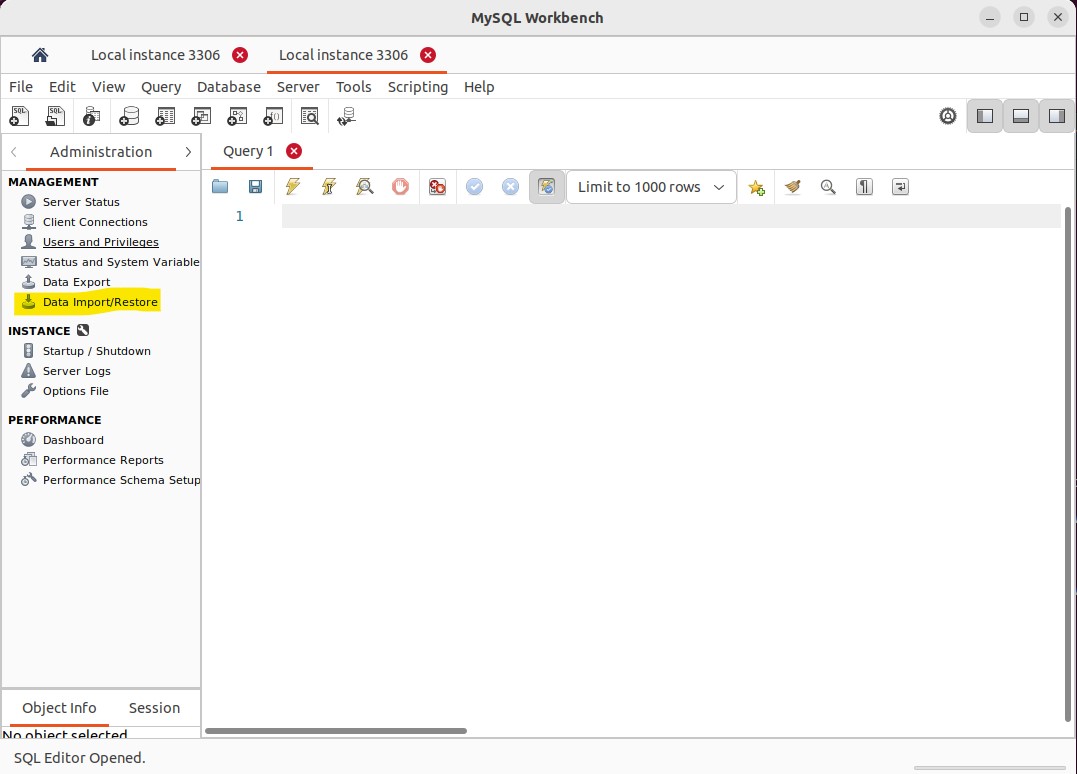 MySQL Workbench
Local instance 3306 Local instance 3306
File Edit View Query Database Server Tools Scripting Help
SQL SQL
Administration
Query 1
MANAGEMENT
Server Status
Client Connections
Users and Privileges
Status and System Variable
Data Export
Data Import/Restore
INSTANCE
Startup / Shutdown
Server Logs
Options File
PERFORMANCE
Dashboard
Performance Reports
Performance Schema Setup
Limit to 1000 rows
1
Object Info Session
No object selected
SQL Editor Opened.